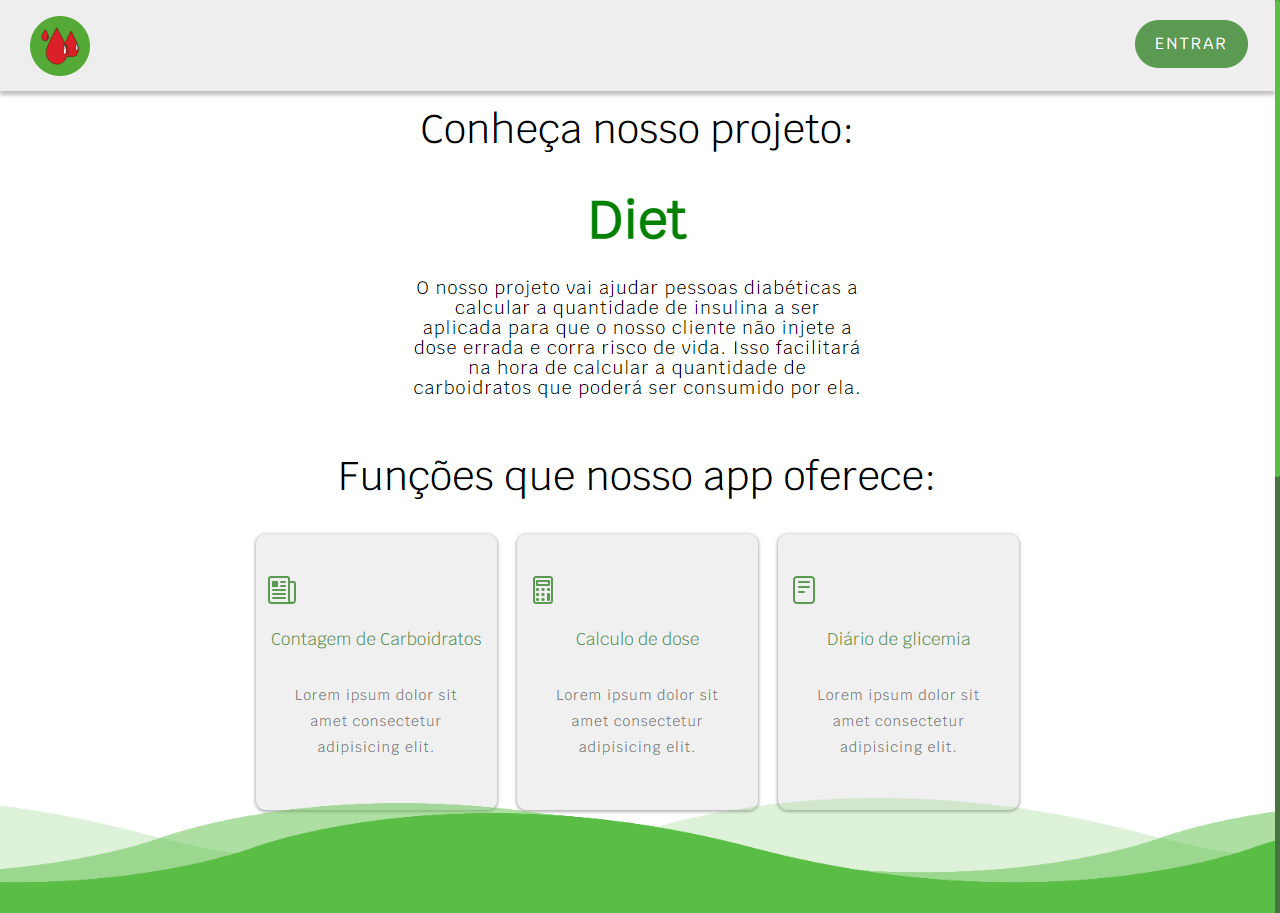 ENTRAR
Conheça nosso projeto:
Diet
O nosso projeto vai ajudar pessoas diabéticas a
calcular a quantidade de insulina a ser
aplicada para que o nosso cliente não injete a
dose errada e corra risco de vida. Isso facilitará
na hora de calcular a quantidade de
carboidratos que poderá ser consumido por ela.
Funções que nosso app oferece:
Contagem de Carboidratos
Lorem ipsum dolor sit
amet consectetur
adipisicing elit.
Calculo de dose
Lorem ipsum dolor sit
amet consectetur
adipisicing elit.
Diário de glicemia
Lorem ipsum dolor sit
amet consectetur
adipisicing elit.